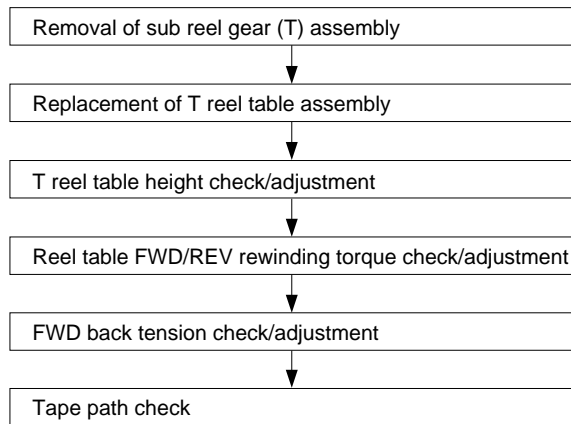 Removal of sub reel gear (T) assembly
Replacement of T reel table assembly
T reel table height check/adjustment
Reel table FWD/REV rewinding torque check/adjustment
FWD back tension check/adjustment
Tape path check